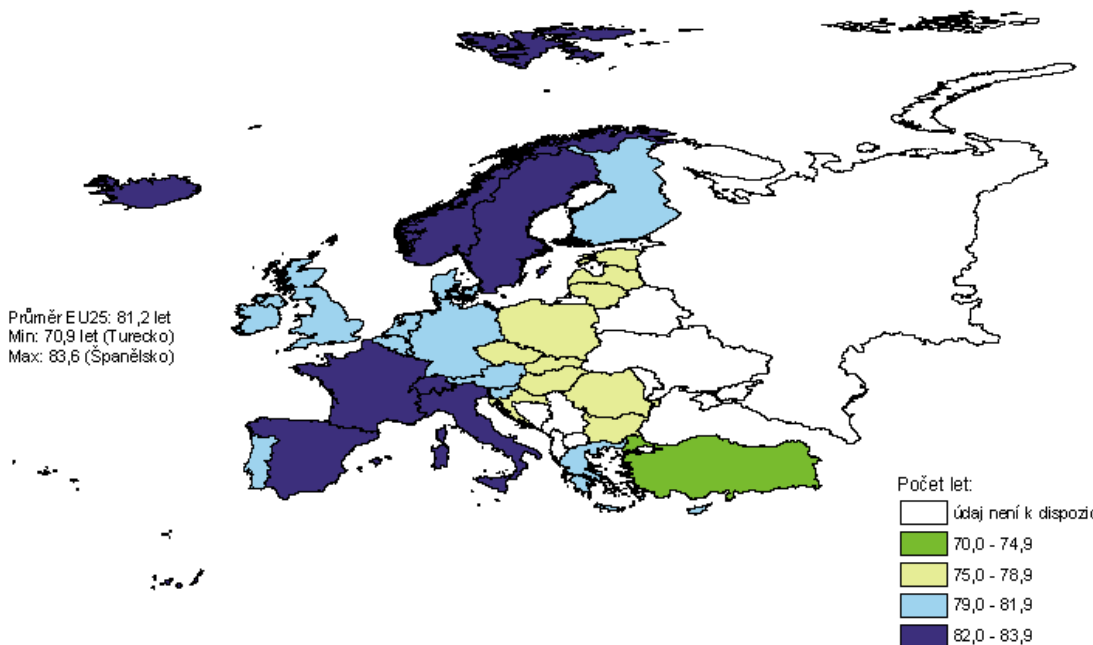 Průměr EU25: 81,2 let
Min: 70,9 let (Turecko)
Max: 83,6 (Španělsko)
Počet let:
údaj není k dispozic
70,0 - 74,9
75,0 - 78,9
79,0 - 81,9
82,0 - 83,9